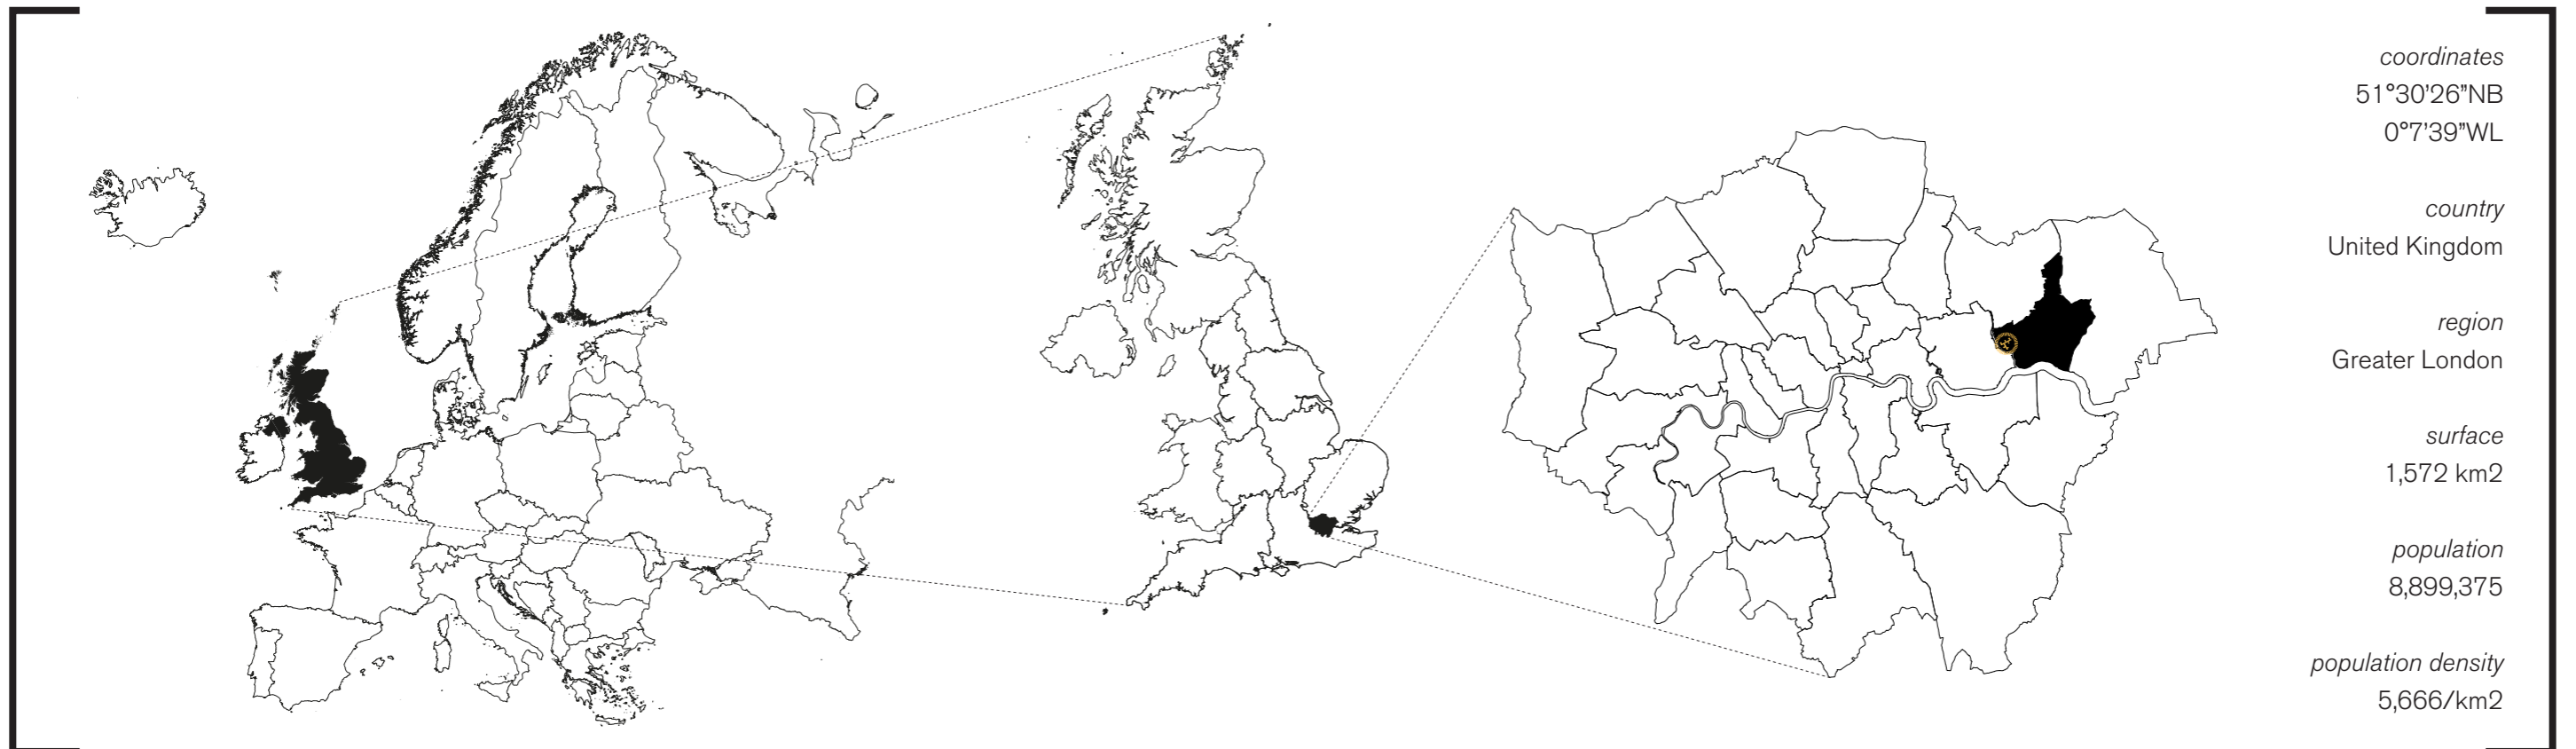 coordinates
51°30'26”NB
0°7'39”WL
country
United Kingdom
region
Greater London
surface
1,572 km2
population
8,899,375
population density
5,666/km2